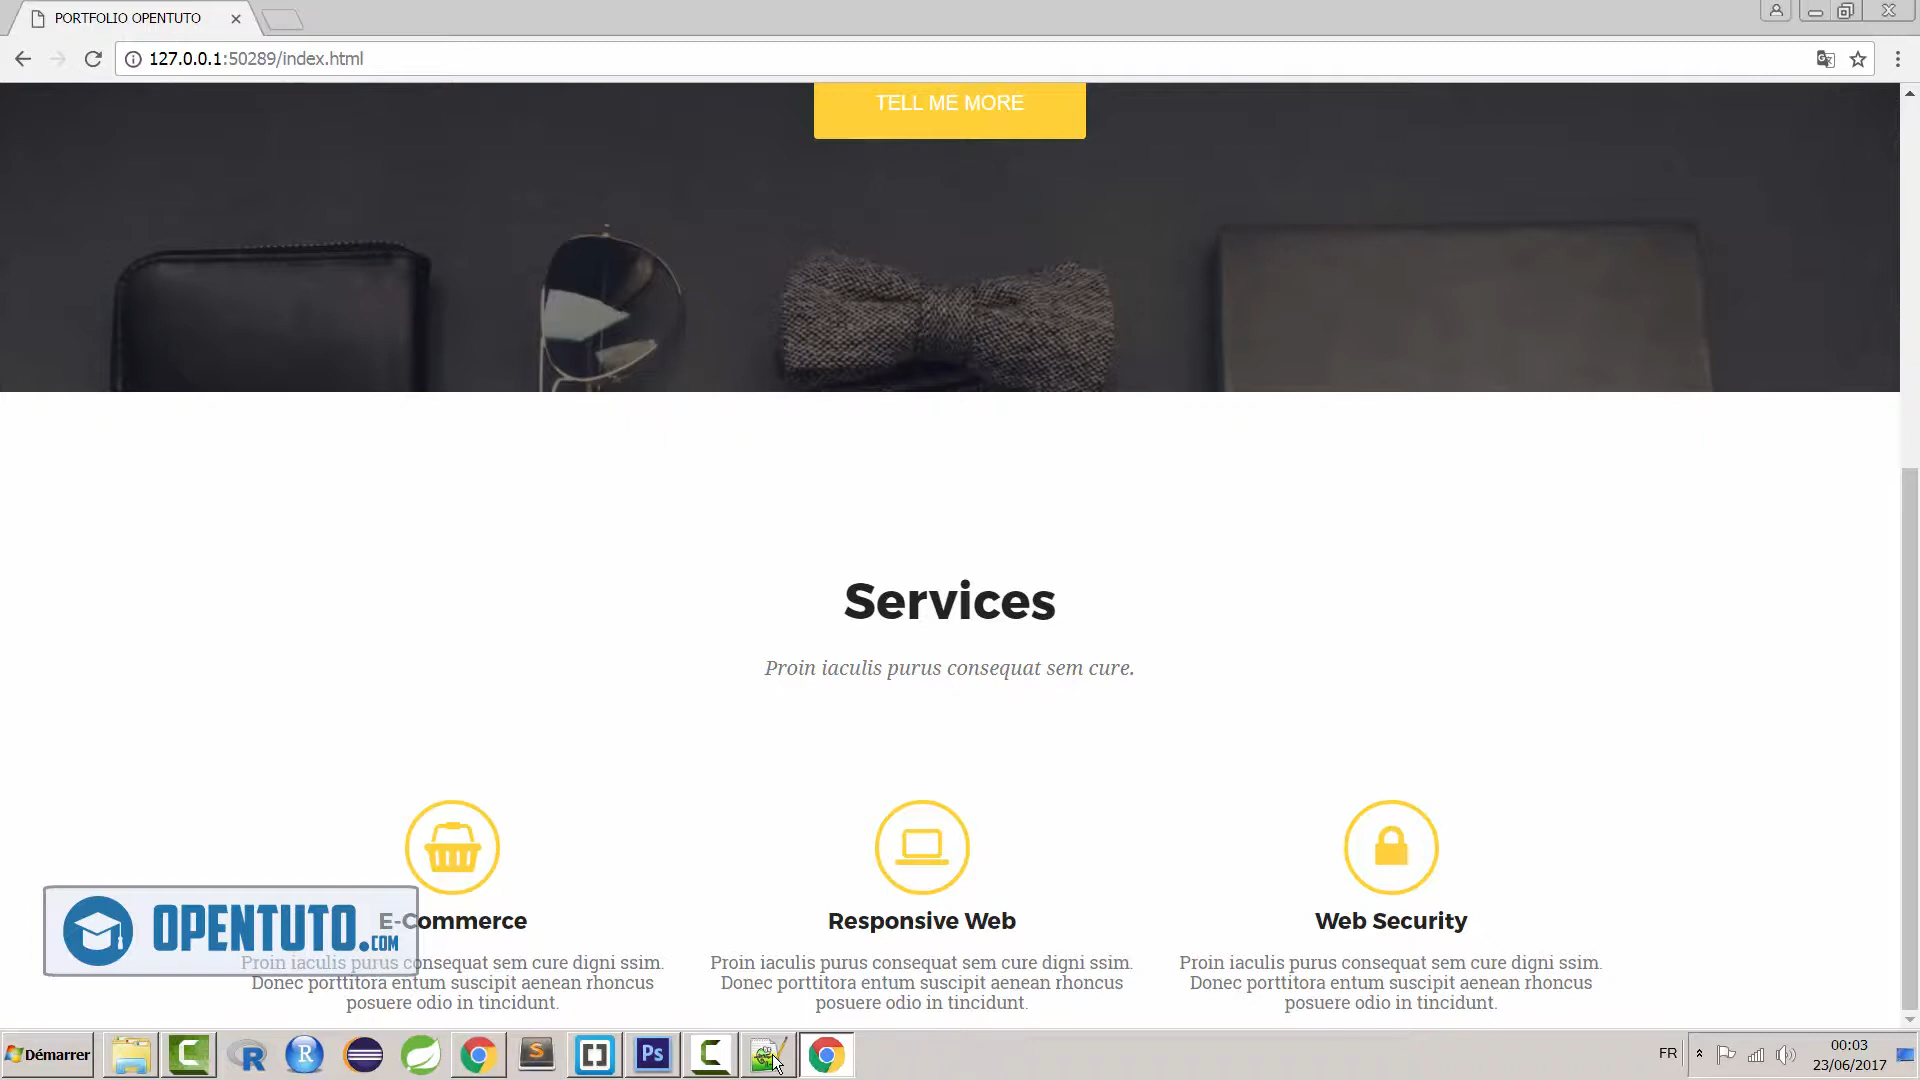 PORTFOLIO OPENTUTO
127.0.0.1:50289/index.html
TELL ME MORE
Services
Proin iaculis purus consequat sem cure.
E-Commerce
Proin iaculis purus consequat sem cure digni ssim.
Donec porttitora entum suscipit aenean rhoncus
posuere odio in tincidunt.
Responsive Web
Proin iaculis purus consequat sem cure digni ssim.
Donec porttitora entum suscipit aenean rhoncus
posuere odio in tincidunt.
Web Security
Proin iaculis purus consequat sem cure digni ssim.
Donec porttitora entum suscipit aenean rhoncus
posuere odio in tincidunt.
OPENTUTO.COM
Démarrer
R
R
S
Ps
FR
00:03
23/06/2017